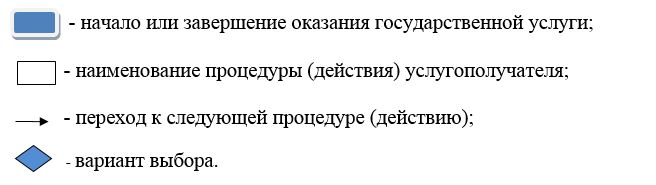 - начало или завершение оказания государственной услуги;
- наименование процедуры (действия) услугополучателя;
- переход к следующей процедуре (действию);
- вариант выбора.